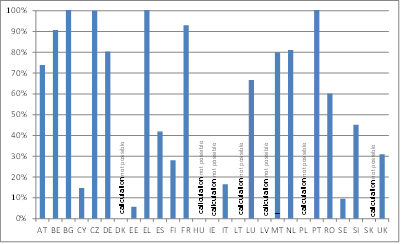 100%
90%
80%
70%
60%
50%
40%
30%
20%
10%
0%
calculation not possible
calculation not possible
calculation not possible
calculation not possible
calculation not possible
calculation not possible
calculation not possible
AT BE BG CY CZ DE DK EE EL ES FI FR HU IE IT LT LU LV MT NL PL PT RO SE SI SK UK